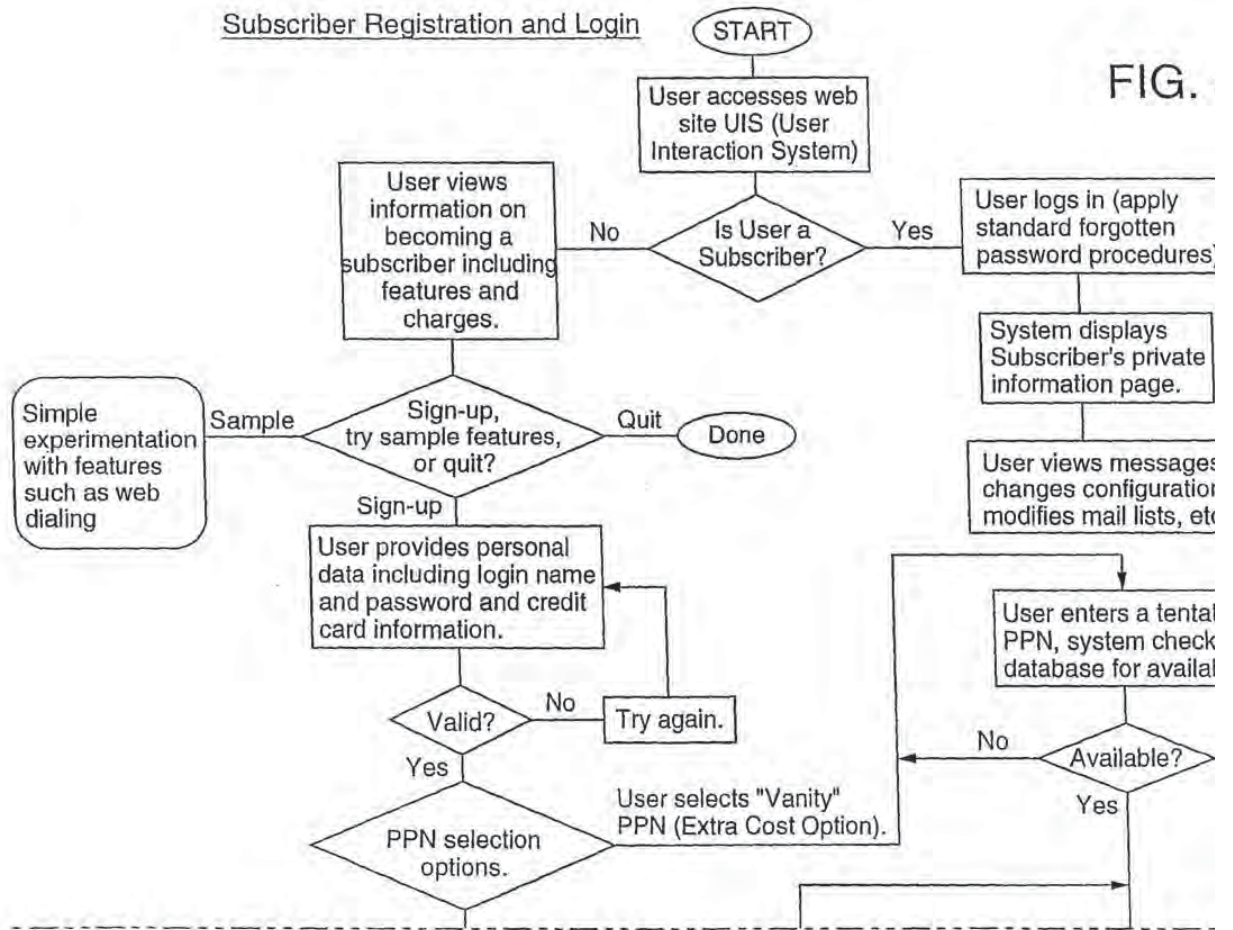 Subscriber Registration and Login
START
FIG.
User accesses web
site UIS (User
Interaction System)
User views
information on
becoming a
subscriber including
features and
charges.
No
Is User a
Subscriber?
Yes
User logs in (apply
standard forgotten
password procedures)
System displays
Subscriber's private
information page.
Simple
experimentation
with features
such as web
dialing
Sample
Sign-up,
try sample features,
or quit?
Quit
Done
User views messages
changes
modifies mail lists,
Sign-up
User provides personal
data including login name
and password and credit
card information.
User enters a
PPN, system
database for
Valid?
No
Try again.
No
Available?
Yes
Yes
PPN selection
options.
User selects "Vanity"
PPN (Extra Cost Option).